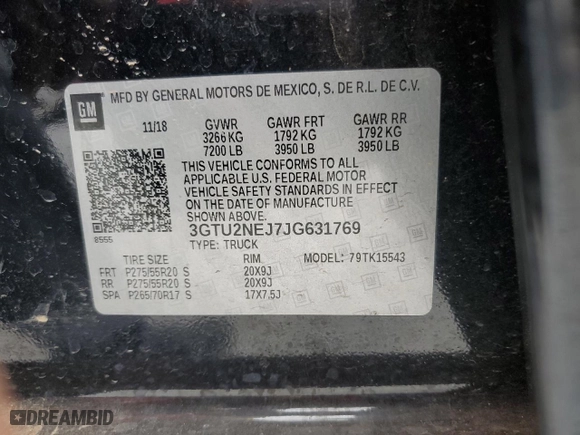 GM
MFD BY GENERAL MOTORS DE MEXICO, S. DE R.L. DE C.V.
11/18 GVWR GAWR FRT GAWR RR
3266 KG 1792 KG 1792 KG
7200 LB 3950 LB 3950 LB
THIS VEHICLE CONFORMS TO ALL
APPLICABLE U.S. FEDERAL MOTOR
VEHICLE SAFETY STANDARDS IN EFFECT
ON THE DATE OF MANUFACTURE
SHOWN ABOVE.
8555 3GTU2NEJ7JG631769
TYPE: TRUCK MODEL: 79TK15543
TIRE SIZE RIM
FRT P275/55R20 S 20X9J
RR P275/55R20 S 20X9J
SPA P265/70R17 S 17X7.5J
DREAMBID